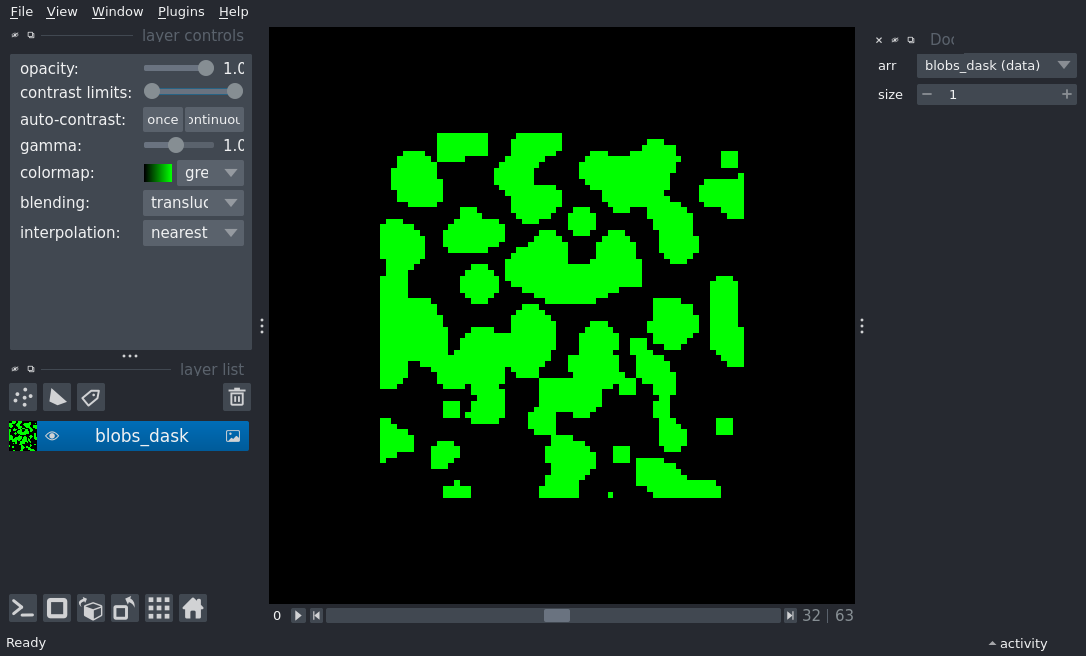 File View Window Plugins Help
layer controls
opacity: 1.0
contrast limits:
auto-contrast: once ontinuou
gamma: 1.0
colormap: gre
blending: transluc
interpolation: nearest
layer list
blobs_dask
0 32 | 63
Ready
Doc
arr blobs_dask (data)
size 1
activity